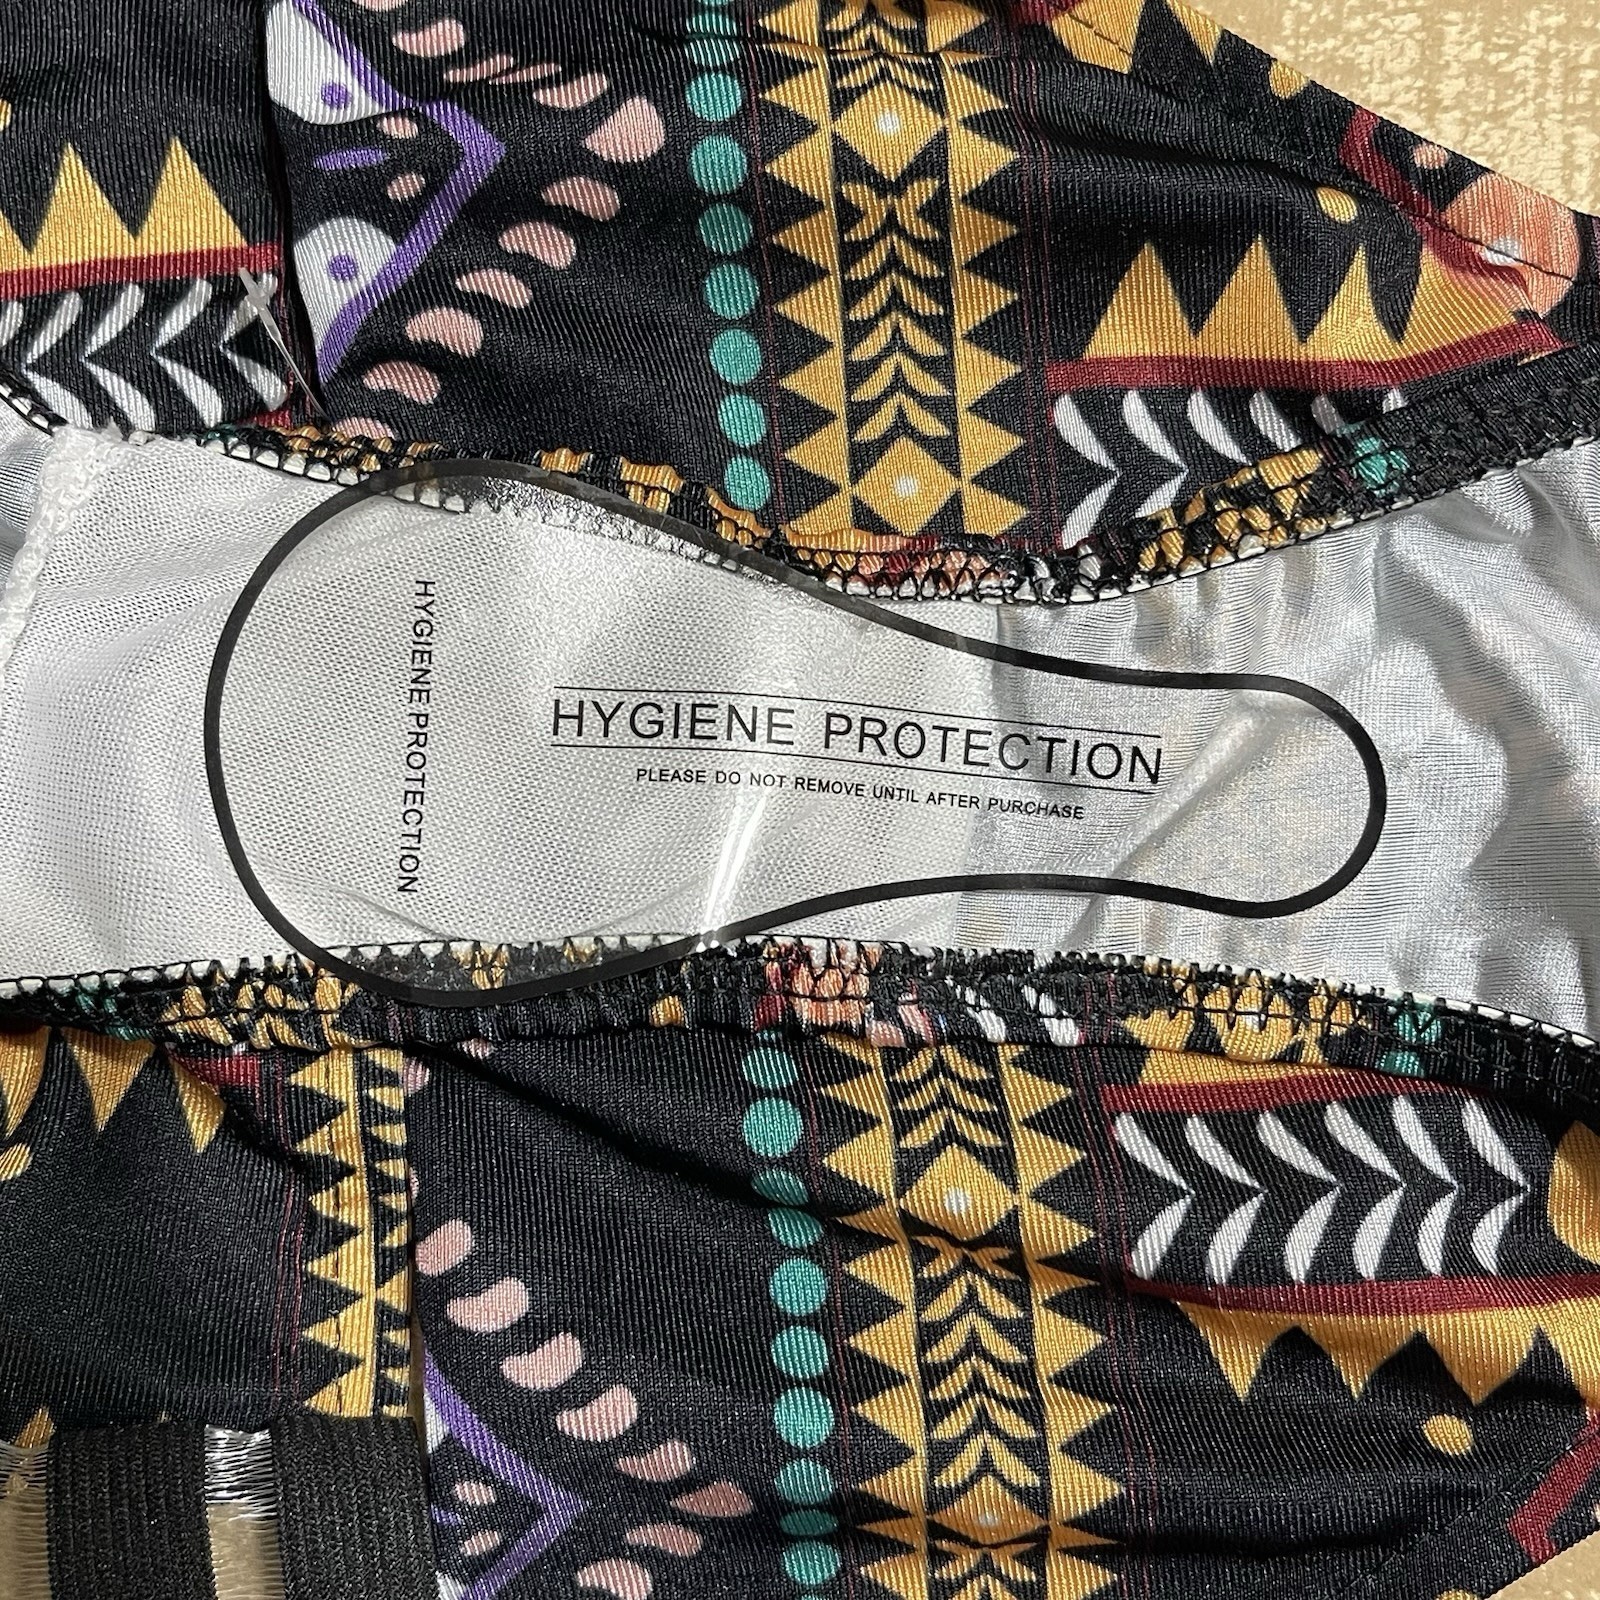 HYGIENE PROTECTION
HYGIENE PROTECTION
PLEASE DO NOT REMOVE UNTIL AFTER PURCHASE